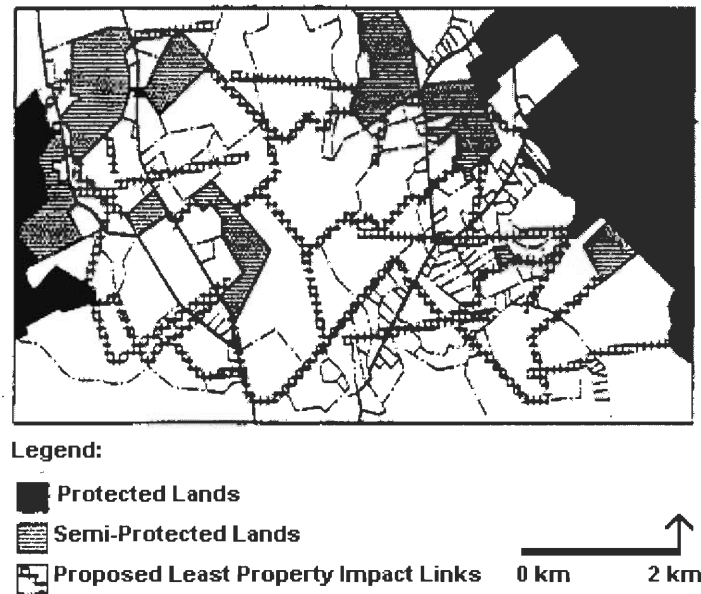 Legend:
Protected Lands
Semi-Protected Lands
Proposed Least Property Impact Links
0 km 2 km